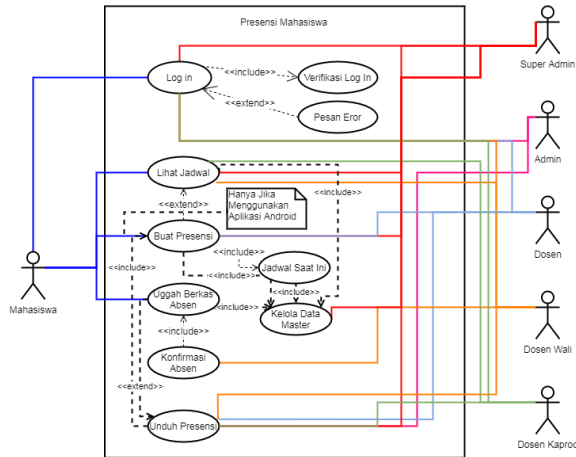 Presensi Mahasiswa
Super Admin
Log in
<<include>>
Verifikasi Log In
<<extend>>
Pesan Eror
Admin
Lihat Jadwal
<<extend>>
Hanya Jika
Menggunakan
Aplikasi Android
<<include>>
Buat Presensi
Dosen
<<include>>
<<include>>
Jadwal Saat Ini
Mahasiswa
Uggah Berkas
Absen
<<include>>
Kelola Data
Master
<<include>>
<<include>>
Dosen Wali
Konfirmasi
Absen
<<extend>>
Unduh Presensi
Dosen Kaprod